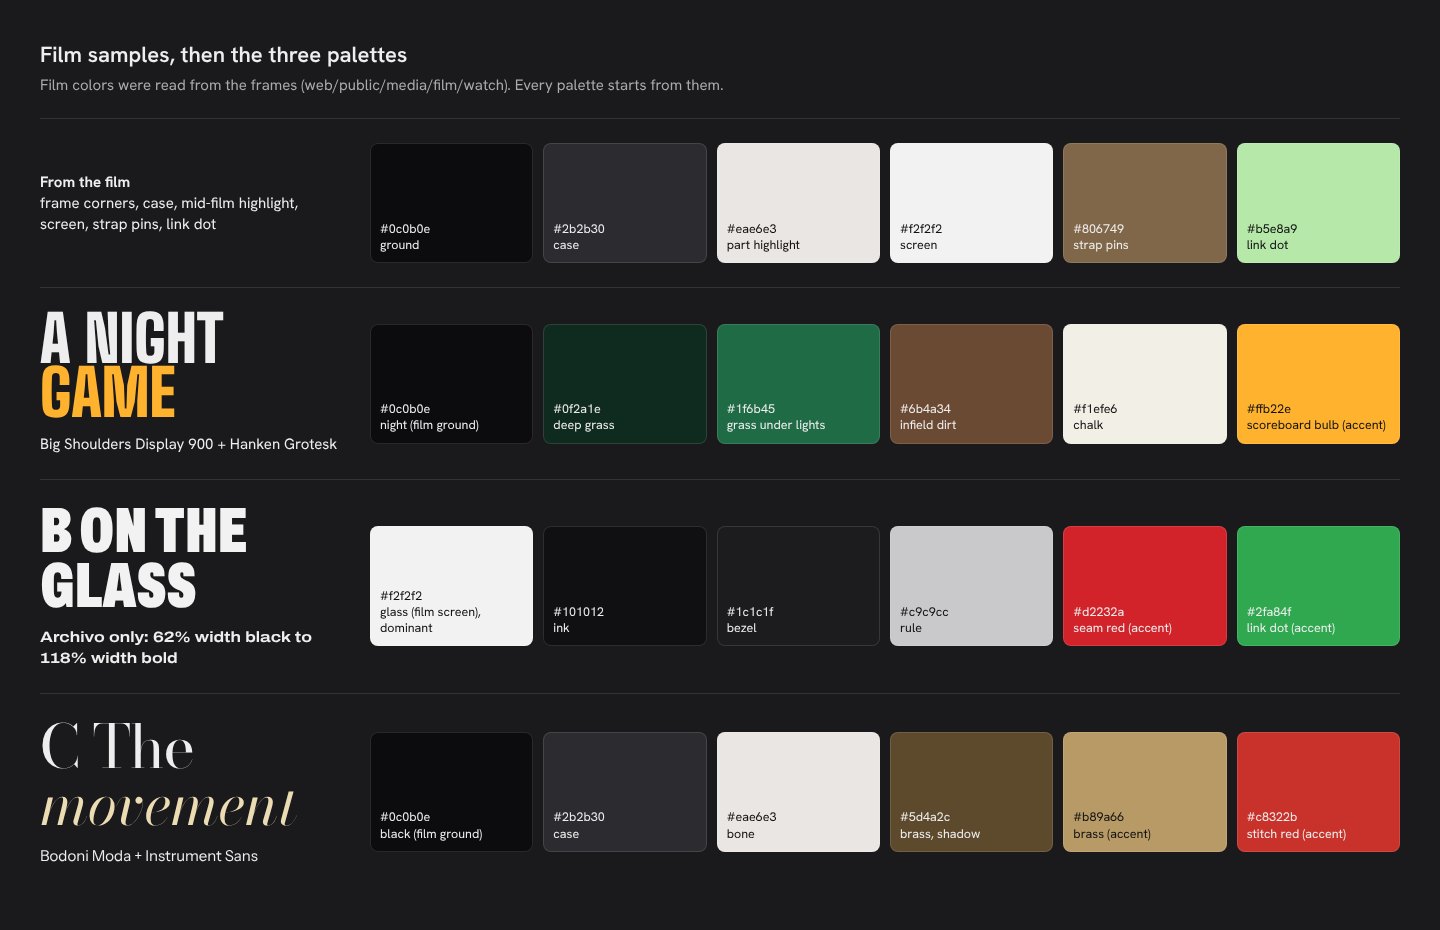 Film samples, then the three palettes
Film colors were read from the frames (web/public/media/film/watch). Every palette starts from them.
From the film
frame corners, case, mid-film highlight,
screen, strap pins, link dot
#0c0b0e
ground
#2b2b30
case
#eae6e3
part highlight
#f2f2f2
screen
#806749
strap pins
#b5e8a9
link dot
A NIGHT
GAME
Big Shoulders Display 900 + Hanken Grotesk
#0c0b0e
night (film ground)
#0f2a1e
deep grass
#1f6b45
grass under lights
#6b4a34
infield dirt
#f1efe6
chalk
#ffb22e
scoreboard bulb (accent)
B ON THE
GLASS
Archivo only: 62% width black to
118% width bold
#f2f2f2
glass (film screen),
dominant
#101012
ink
#1c1c1f
bezel
#c9c9cc
rule
#d2232a
seam red (accent)
#2fa84f
link dot (accent)
C The
movement
Bodoni Moda + Instrument Sans
#0c0b0e
black (film ground)
#2b2b30
case
#eae6e3
bone
#5d4a2c
brass, shadow
#b89a66
brass (accent)
#c8322b
stitch red (accent)